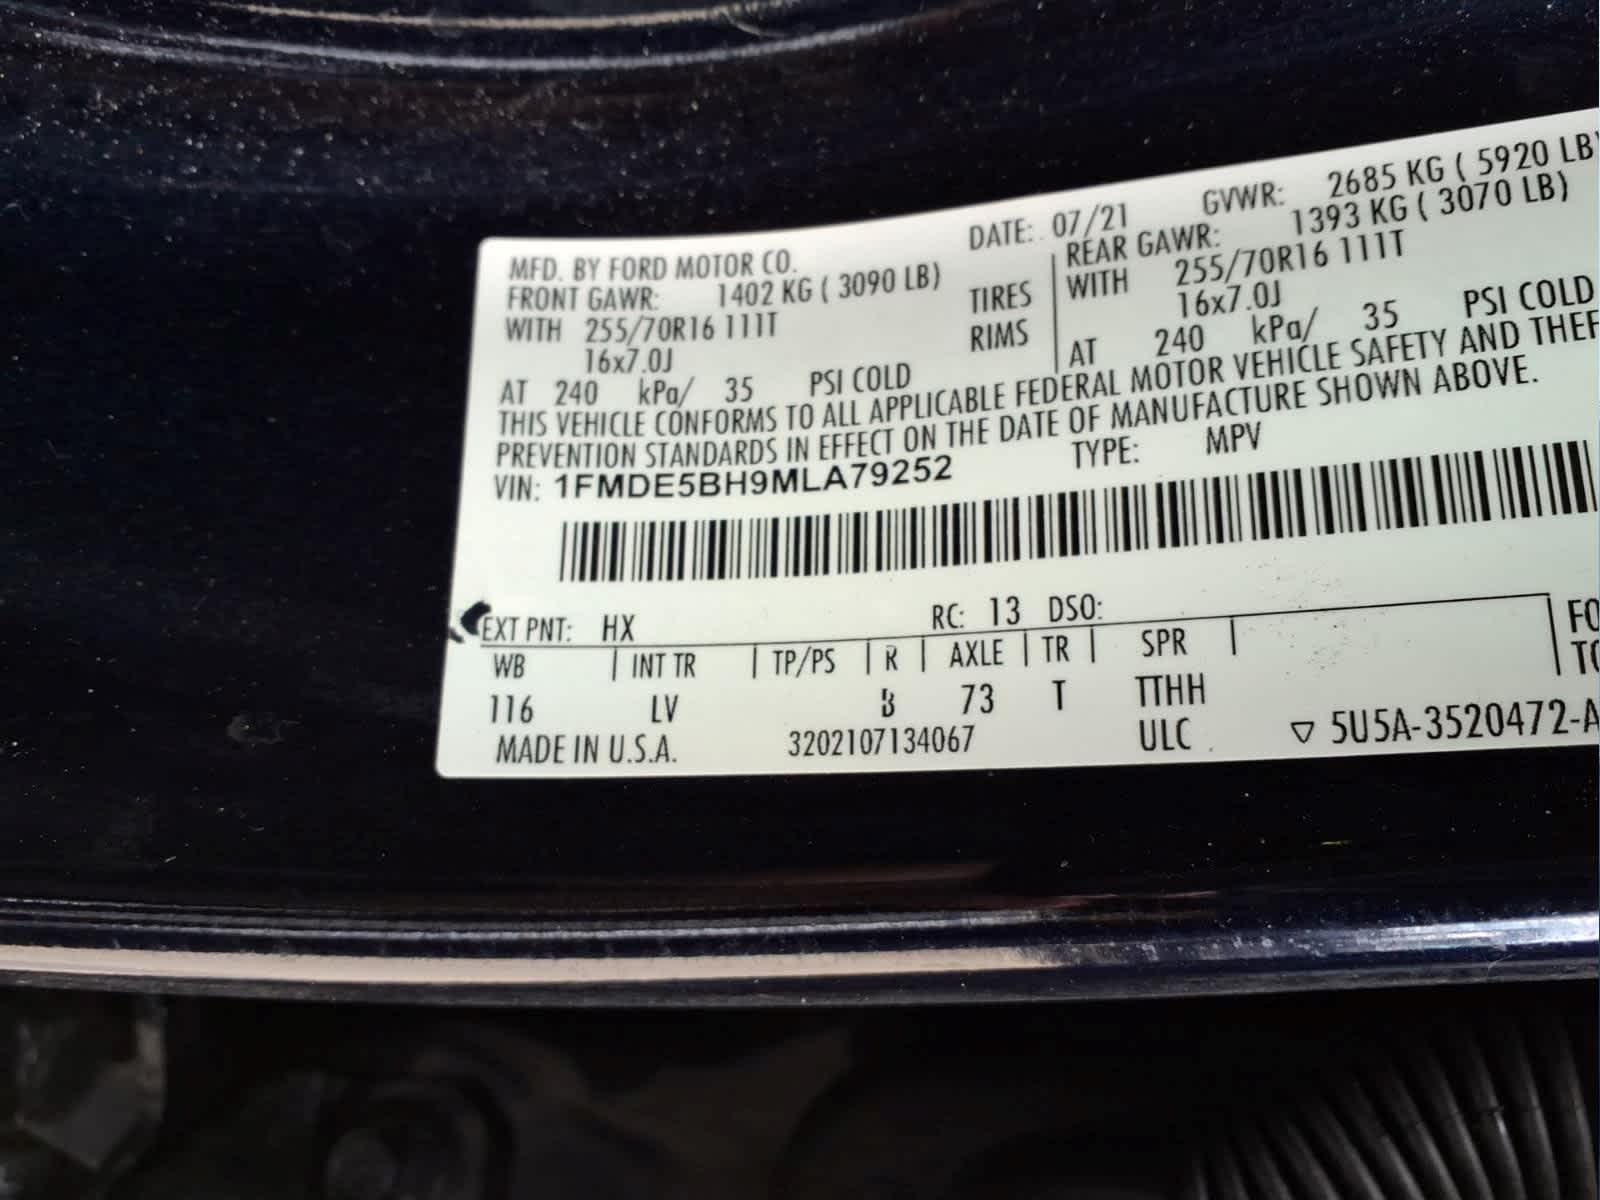 DATE: 07/21 GVWR: 2685 KG ( 5920 LB)
MFD. BY FORD MOTOR CO.
FRONT GAWR: 1402 KG ( 3090 LB) REAR GAWR: 1393 KG ( 3070 LB)
WITH 255/70R16 111T TIRES WITH 255/70R16 111T
16x7.0J RIMS 16x7.0J
AT 240 kPa/ 35 PSI COLD AT 240 kPa/ 35 PSI COLD
THIS VEHICLE CONFORMS TO ALL APPLICABLE FEDERAL MOTOR VEHICLE SAFETY AND THEF
PREVENTION STANDARDS IN EFFECT ON THE DATE OF MANUFACTURE SHOWN ABOVE.
VIN: 1FMDE5BH9MLA79252 TYPE: MPV
EXT PNT: HX RC: 13 DSO:
WB | INT TR | TP/PS | R | AXLE | TR | SPR |
116 LV B 73 T TTHH
MADE IN U.S.A. 3202107134067 ULC ▽ 5U5A-3520472-A
FO
TO